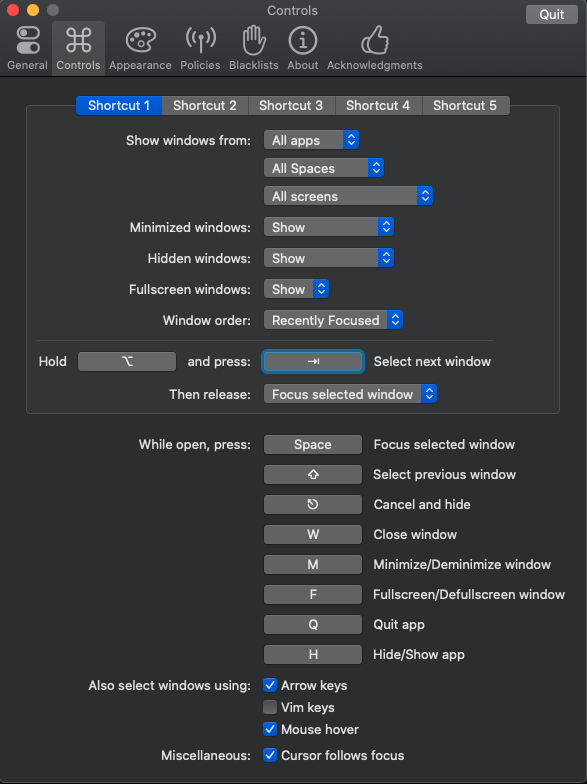 Controls
Quit
General Controls Appearance Policies Blacklists About Acknowledgments
Shortcut 1 Shortcut 2 Shortcut 3 Shortcut 4 Shortcut 5
Show windows from: All apps
All Spaces
All screens
Minimized windows: Show
Hidden windows: Show
Fullscreen windows: Show
Window order: Recently Focused
Hold ⌥ and press: ⇥ Select next window
Then release: Focus selected window
While open, press: Space Focus selected window
⇧ Select previous window
⎋ Cancel and hide
W Close window
M Minimize/Deminimize window
F Fullscreen/Defullscreen window
Q Quit app
H Hide/Show app
Also select windows using: Arrow keys
Vim keys
Mouse hover
Miscellaneous: Cursor follows focus